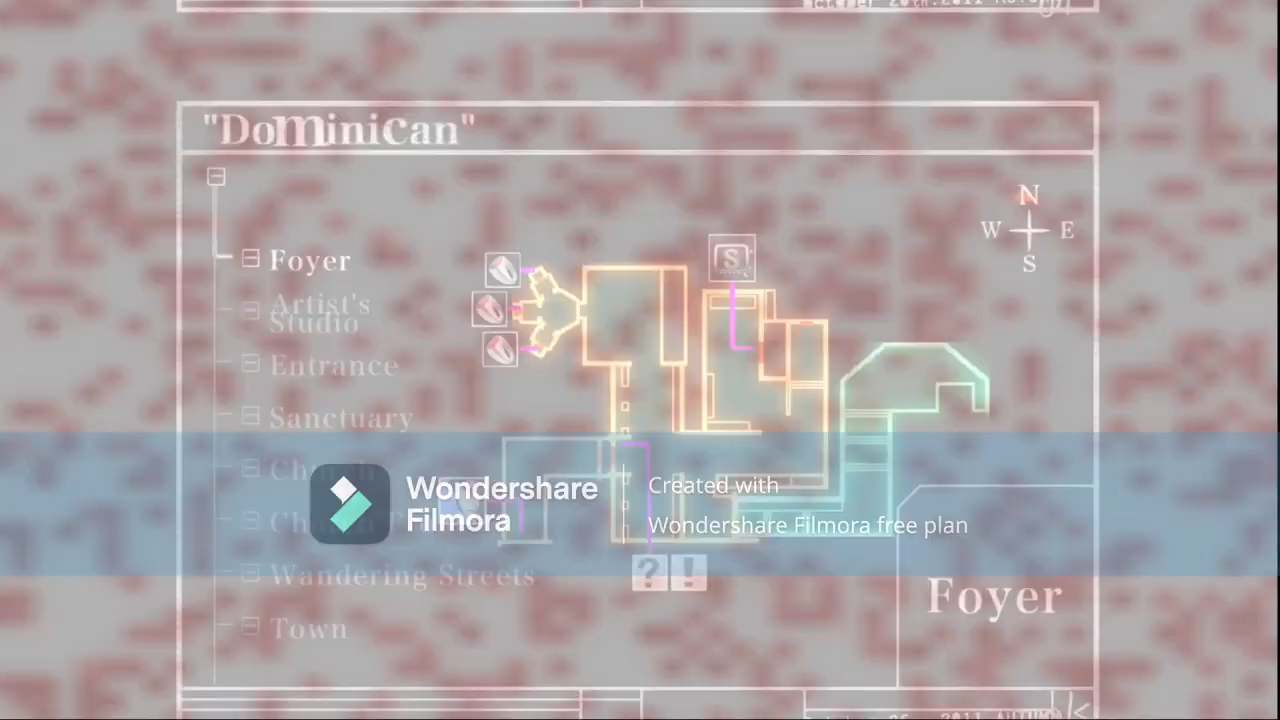 "Dominican"
N
W E
S
S
Foyer
Artist's
Studio
Entrance
Sanctuary
Wondershare
Filmora
Created with
Wondershare Filmora free plan
? !
Wandering Streets
Foyer
Town